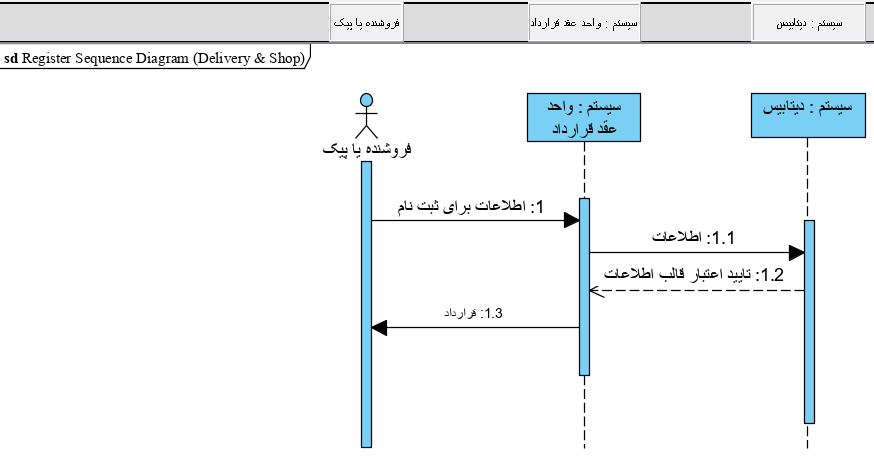 فروشنده یا پیک
سیستم : واحد عقد قرارداد
سیستم : دیتابیس
sd Register Sequence Diagram (Delivery & Shop)
فروشنده یا پیک
سیستم : واحد
عقد قرارداد
سیستم : دیتابیس
1: اطلاعات برای ثبت نام
1.1: اطلاعات
1.2: تایید اعتبار قالب اطلاعات
1.3: قرارداد